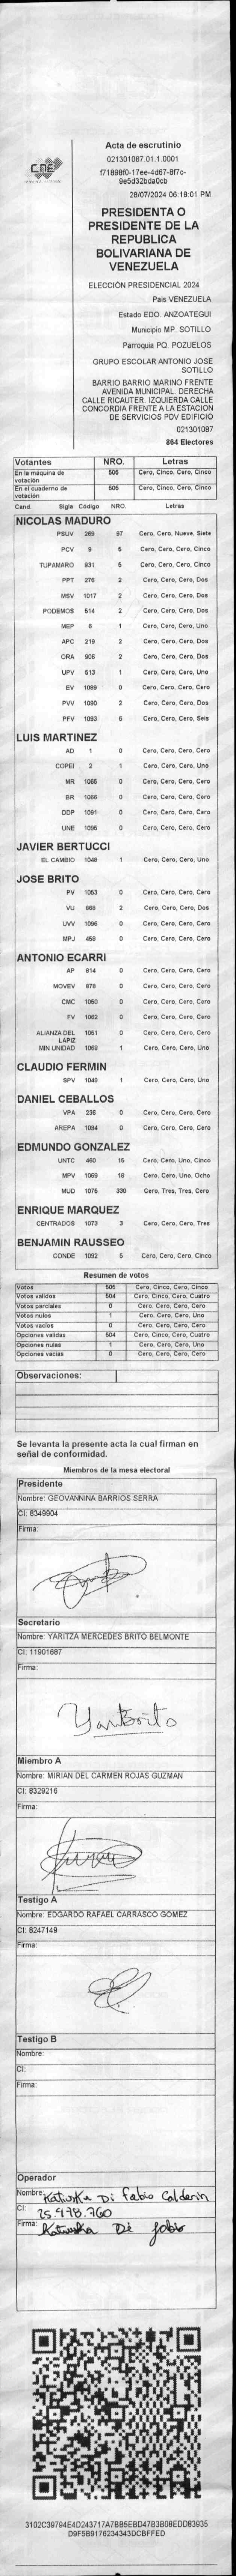 CNE
Acta de escrutinio
021301087.01.1.0001
f71898f0-17ee-4d67-8f7c-
9e5d32bda0cb
28/07/2024 06:18:01 PM
PRESIDENTA O
PRESIDENTE DE LA
REPUBLICA
BOLIVARIANA DE
VENEZUELA
ELECCIÓN PRESIDENCIAL 2024
Pais VENEZUELA
Estado EDO. ANZOATEGUI
Municipio MP. SOTILLO
Parroquia PQ. POZUELOS
GRUPO ESCOLAR ANTONIO JOSE
SOTILLO
BARRIO BARRIO MARINO FRENTE
AVENIDA MUNICIPAL. DERECHA
CALLE RICAUTER. IZQUIERDA CALLE
CONCORDIA FRENTE A LA ESTACION
DE SERVICIOS PDV EDIFICIO
021301087
864 Electores
Votantes NRO. Letras
En la máquina de votación 505 Cero, Cinco, Cero, Cinco
En el cuaderno de votación 505 Cero, Cinco, Cero, Cinco
Cand. Sigla Código NRO. Letras
NICOLAS MADURO
PSUV 269 97 Cero, Cero, Nueve, Siete
PCV 9 5 Cero, Cero, Cero, Cinco
TUPAMARO 931 5 Cero, Cero, Cero, Cinco
PPT 276 2 Cero, Cero, Cero, Dos
MSV 1017 2 Cero, Cero, Cero, Dos
PODEMOS 514 2 Cero, Cero, Cero, Dos
MEP 6 1 Cero, Cero, Cero, Uno
APC 219 2 Cero, Cero, Cero, Dos
ORA 906 2 Cero, Cero, Cero, Dos
UPV 513 1 Cero, Cero, Cero, Uno
EV 1089 0 Cero, Cero, Cero, Cero
PVV 1090 2 Cero, Cero, Cero, Dos
PFV 1093 6 Cero, Cero, Cero, Seis
LUIS MARTINEZ
AD 1 0 Cero, Cero, Cero, Cero
COPEI 2 1 Cero, Cero, Cero, Uno
MR 1065 0 Cero, Cero, Cero, Cero
BR 1066 0 Cero, Cero, Cero, Cero
DDP 1091 0 Cero, Cero, Cero, Cero
UNE 1095 0 Cero, Cero, Cero, Cero
JAVIER BERTUCCI
EL CAMBIO 1048 1 Cero, Cero, Cero, Uno
JOSE BRITO
PV 1053 0 Cero, Cero, Cero, Cero
VU 868 2 Cero, Cero, Cero, Dos
UVV 1096 0 Cero, Cero, Cero, Cero
MPJ 458 0 Cero, Cero, Cero, Cero
ANTONIO ECARRI
AP 814 0 Cero, Cero, Cero, Cero
MOVEV 878 0 Cero, Cero, Cero, Cero
CMC 1050 0 Cero, Cero, Cero, Cero
FV 1062 0 Cero, Cero, Cero, Cero
ALIANZA DEL LAPIZ 1051 0 Cero, Cero, Cero, Cero
MIN UNIDAD 1068 1 Cero, Cero, Cero, Uno
CLAUDIO FERMIN
SPV 1049 1 Cero, Cero, Cero, Uno
DANIEL CEBALLOS
VPA 236 0 Cero, Cero, Cero, Cero
AREPA 1094 0 Cero, Cero, Cero, Cero
EDMUNDO GONZALEZ
UNTC 460 15 Cero, Cero, Uno, Cinco
MPV 1069 18 Cero, Cero, Uno, Ocho
MUD 1075 330 Cero, Tres, Tres, Cero
ENRIQUE MARQUEZ
CENTRADOS 1073 3 Cero, Cero, Cero, Tres
BENJAMIN RAUSSEO
CONDE 1092 5 Cero, Cero, Cero, Cinco
Resumen de votos
Votos 505 Cero, Cinco, Cero, Cinco
Votos validos 504 Cero, Cinco, Cero, Cuatro
Votos parciales 0 Cero, Cero, Cero, Cero
Votos nulos 1 Cero, Cero, Cero, Uno
Votos vacios 0 Cero, Cero, Cero, Cero
Opciones validas 504 Cero, Cinco, Cero, Cuatro
Opciones nulas 1 Cero, Cero, Cero, Uno
Opciones vacias 0 Cero, Cero, Cero, Cero
Observaciones:
Se levanta la presente acta la cual firman en
señal de conformidad.
Miembros de la mesa electoral
Presidente
Nombre: GEOVANNINA BARRIOS SERRA
CI: 8349904
Firma:
Secretario
Nombre: YARITZA MERCEDES BRITO BELMONTE
CI: 11901687
Firma:
YanBrito
Miembro A
Nombre: MIRIAN DEL CARMEN ROJAS GUZMAN
CI: 8329216
Firma:
Testigo A
Nombre: EDGARDO RAFAEL CARRASCO GOMEZ
CI: 8247149
Firma:
Testigo B
Nombre:
CI:
Firma:
Operador
Nombre: Katiuska Di Fabio Calderin
CI: 25.478.760
Firma: Katiuska Di fabio
3102C39794E4D243717A7BB5EBD47B3B08EDD83935
D9F5B9176234343DCBFFED